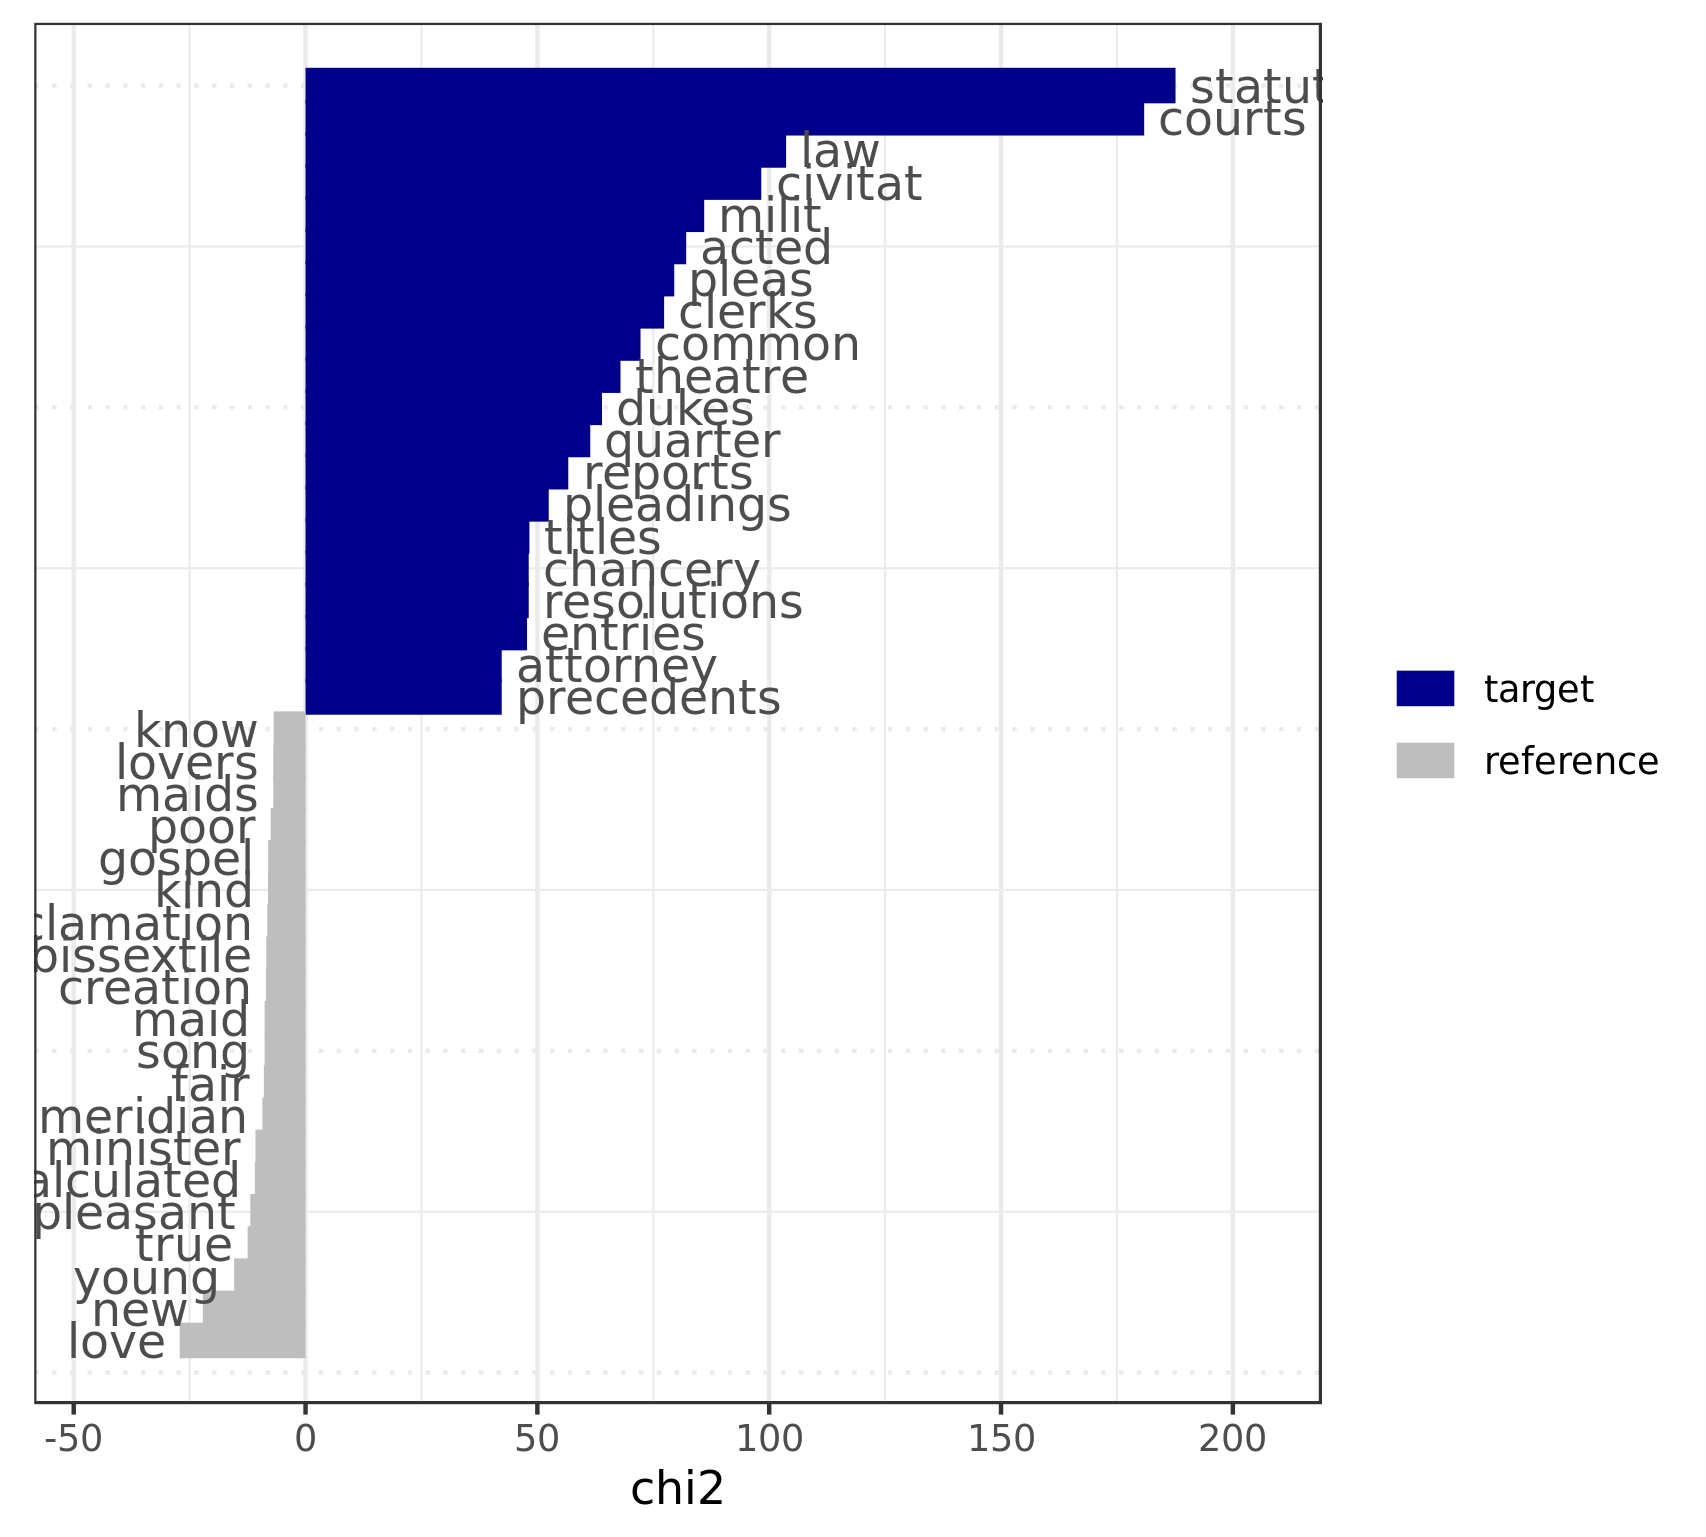 statut
courts
law
civitat
milit
acted
pleas
clerks
common
theatre
dukes
quarter
reports
pleadings
titles
chancery
resolutions
entries
attorney
precedents
know
lovers
maids
poor
gospel
kind
clamation
bissextile
creation
maid
song
fair
meridian
minister
alculated
pleasant
true
young
new
love
target
reference
-50 0 50 100 150 200
chi2